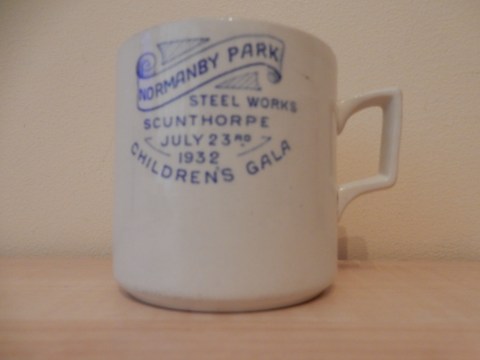 NORMANBY PARK
STEEL WORKS
SCUNTHORPE
JULY 23RD
1932
CHILDREN'S GALA